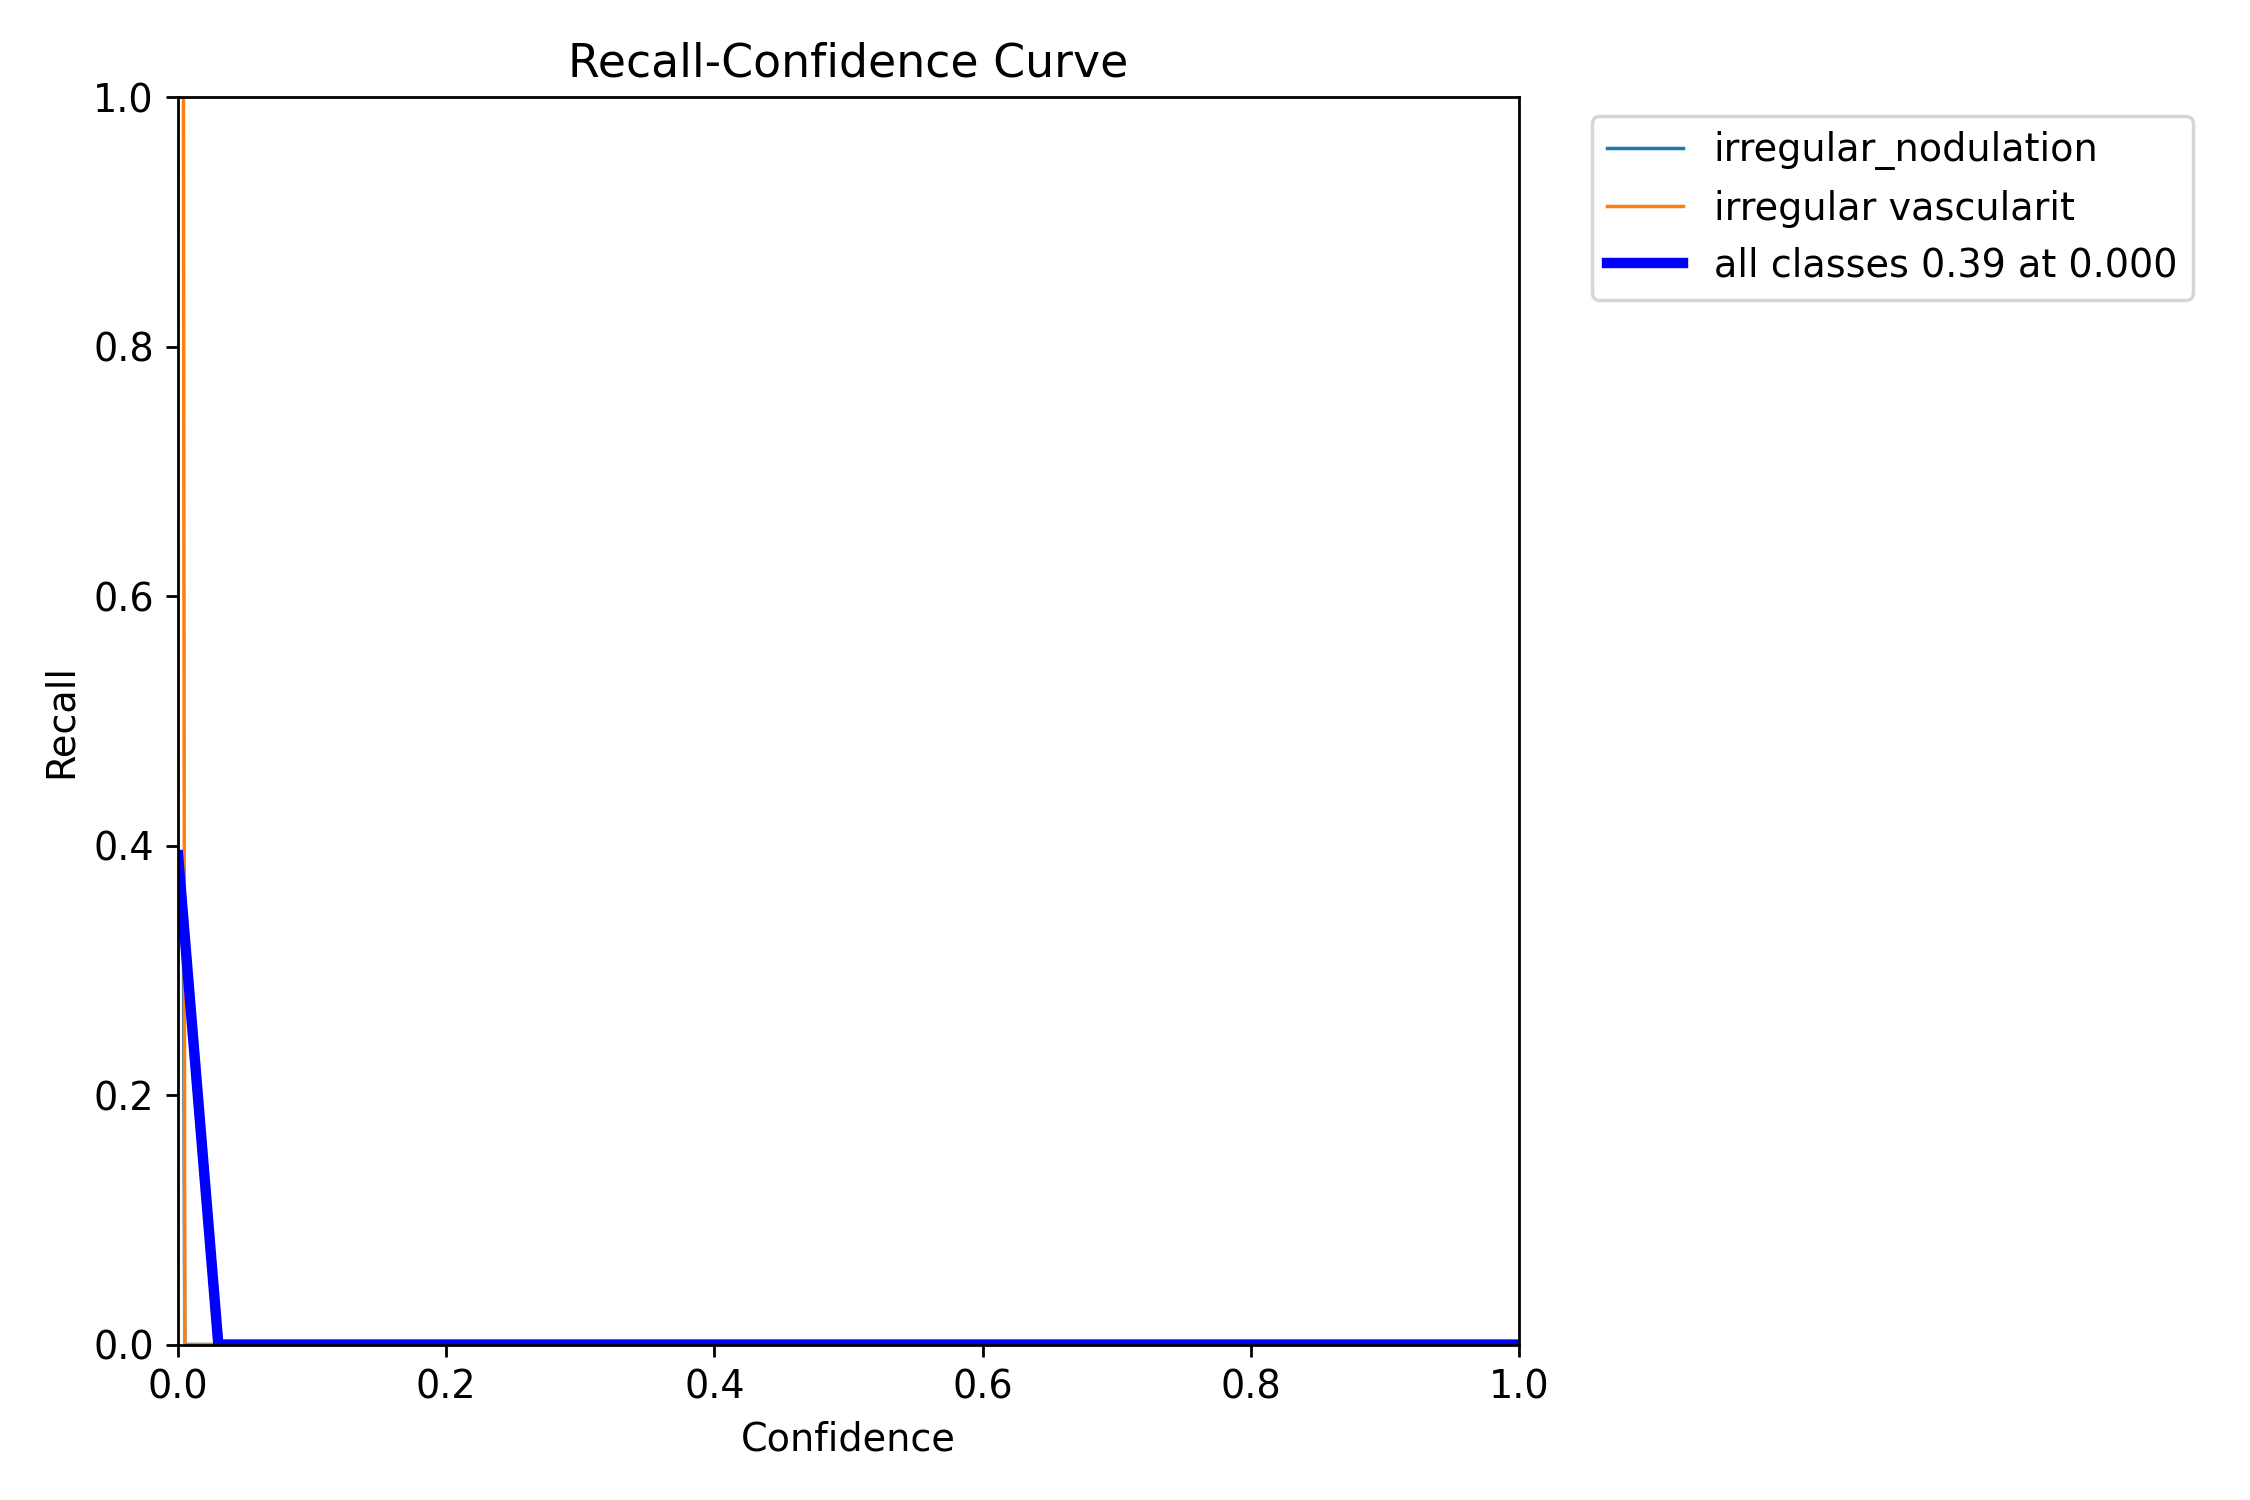 Recall-Confidence Curve
1.0
0.8
0.6
0.4
0.2
0.0
Recall
0.0 0.2 0.4 0.6 0.8 1.0
Confidence
irregular_nodulation
irregular vascularit
all classes 0.39 at 0.000